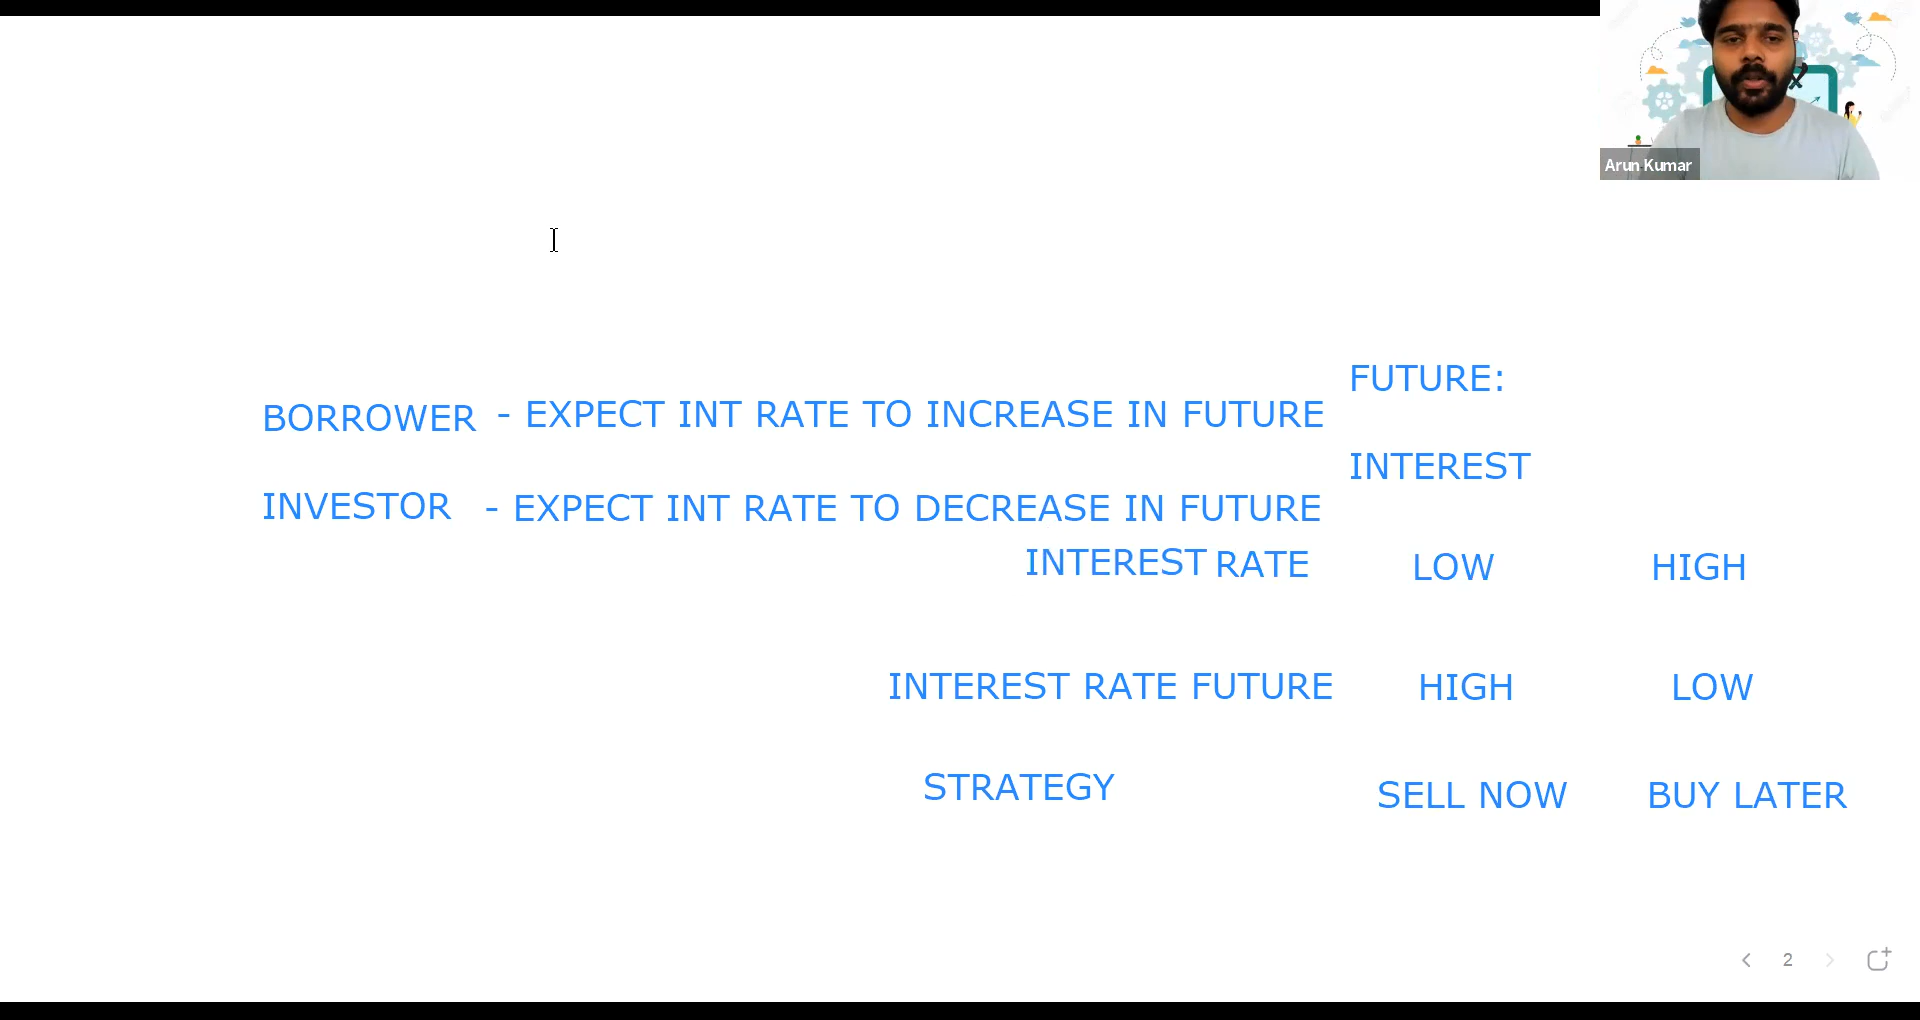 Arun Kumar
FUTURE:
BORROWER - EXPECT INT RATE TO INCREASE IN FUTURE
INTEREST
INVESTOR - EXPECT INT RATE TO DECREASE IN FUTURE
INTEREST RATE LOW HIGH
INTEREST RATE FUTURE HIGH LOW
STRATEGY SELL NOW BUY LATER
2